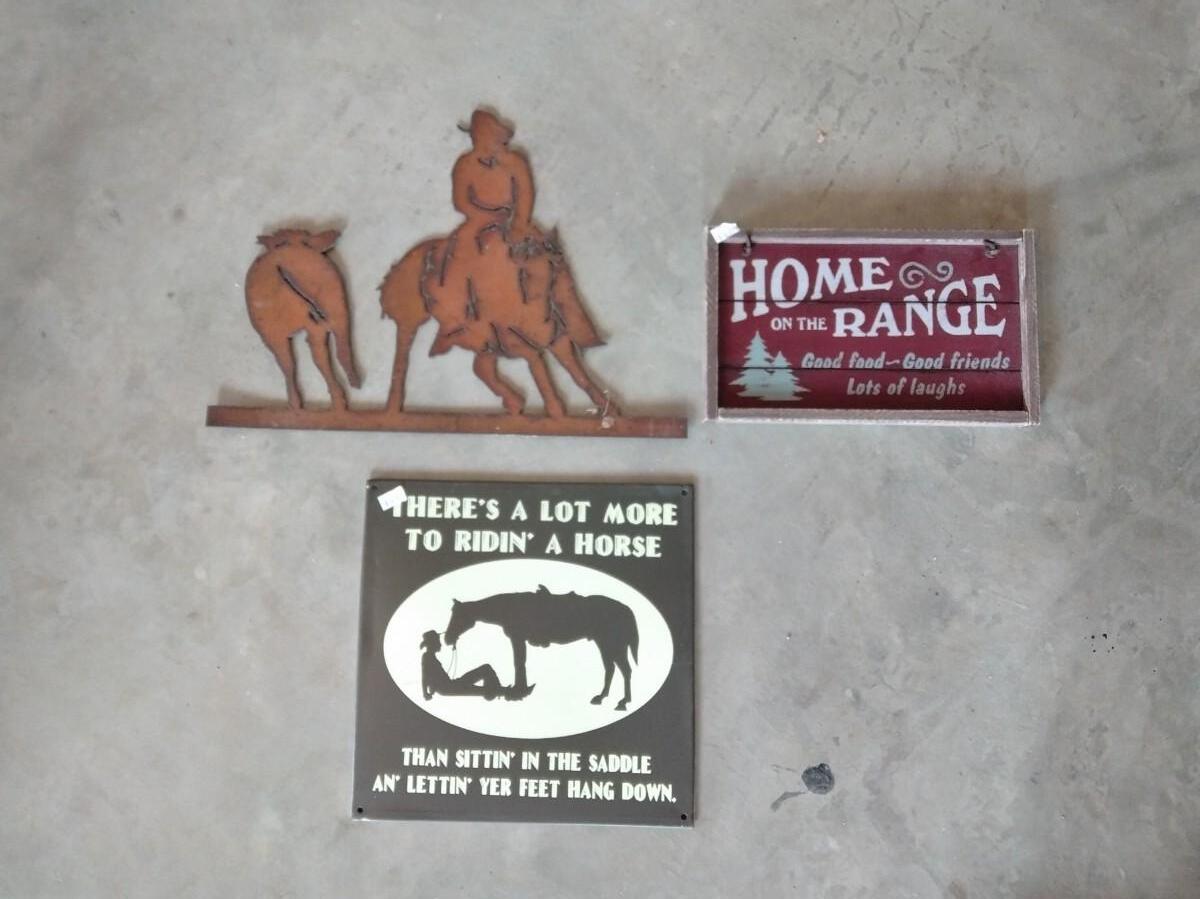 HOME
ON THE RANGE
Good food~Good friends
Lots of laughs
THERE'S A LOT MORE
TO RIDIN' A HORSE
THAN SITTIN' IN THE SADDLE
AN' LETTIN' YER FEET HANG DOWN.